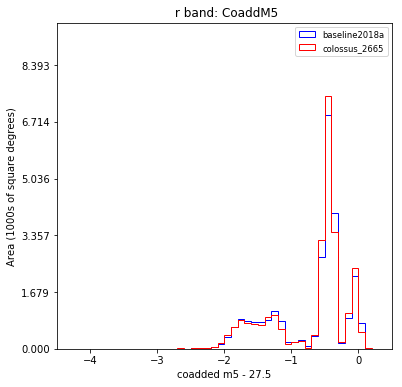 r band: CoaddM5
baseline2018a
colossus_2665
8.393
6.714
5.036
3.357
1.679
0.000
Area (1000s of square degrees)
−4 −3 −2 −1 0
coadded m5 - 27.5